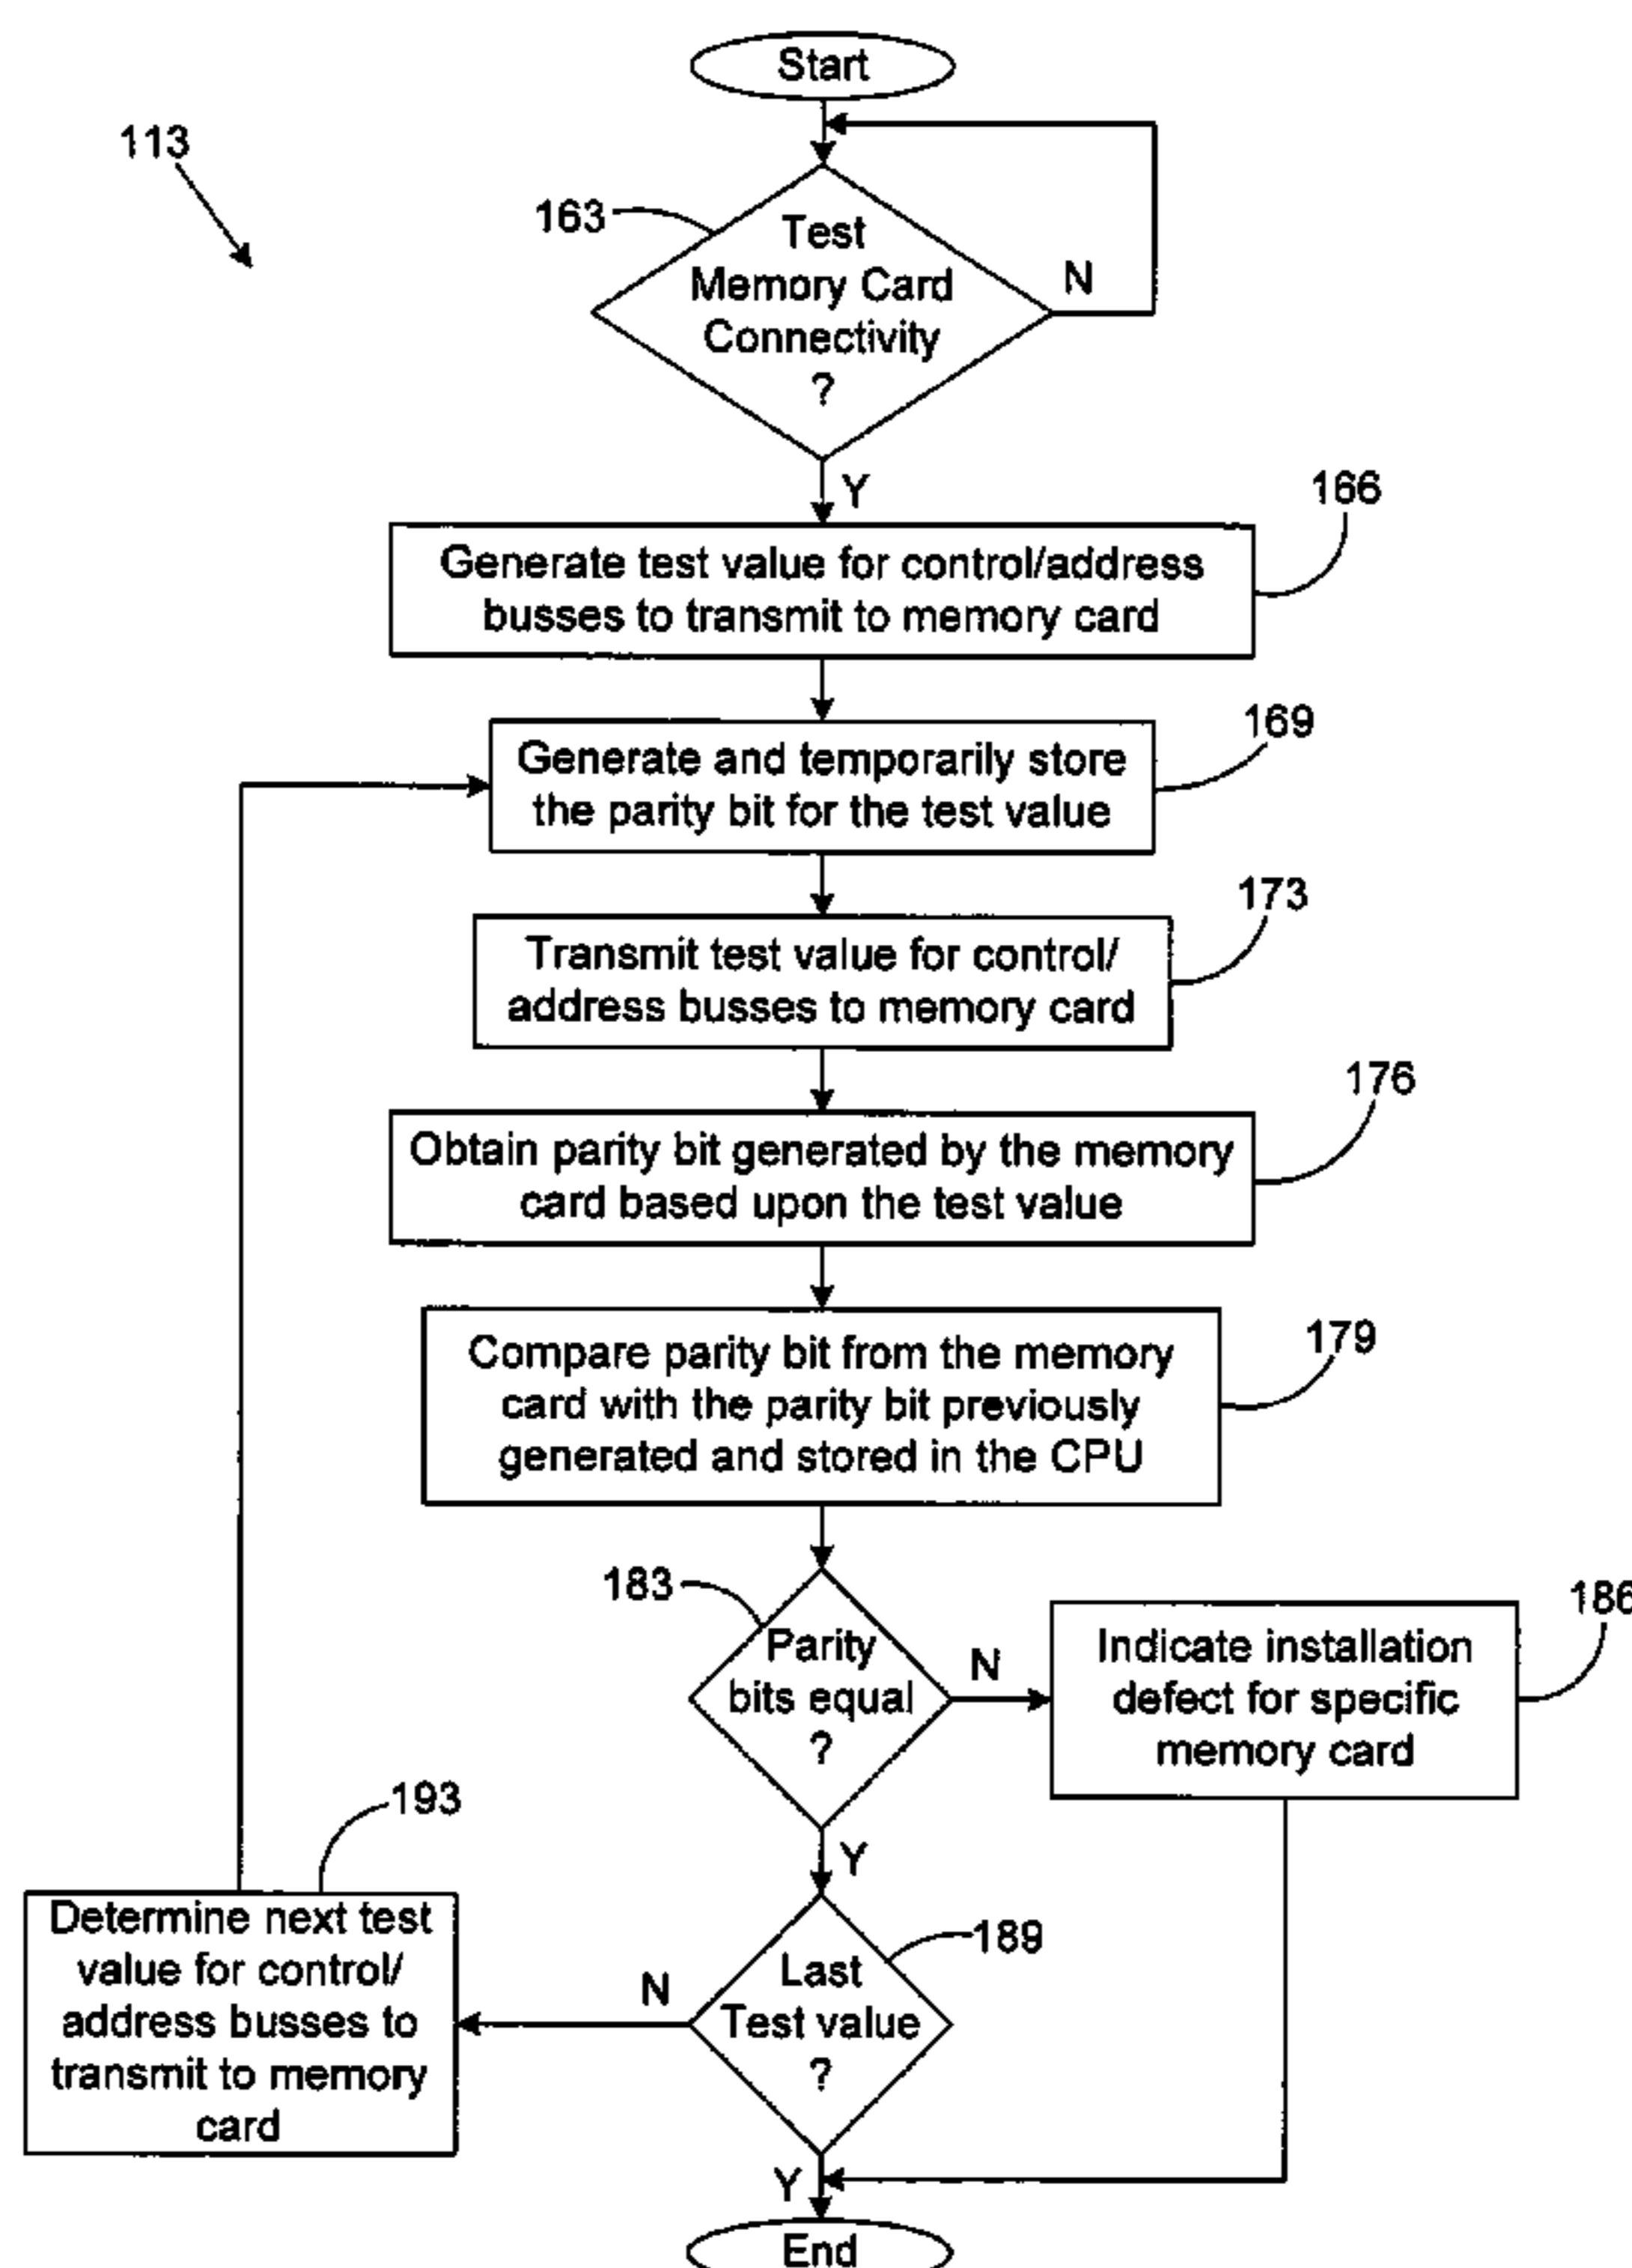 Start
113
163
Test
Memory Card
Connectivity
?
N
Y
166
Generate test value for control/address
busses to transmit to memory card
169
Generate and temporarily store
the parity bit for the test value
173
Transmit test value for control/
address busses to memory card
176
Obtain parity bit generated by the memory
card based upon the test value
179
Compare parity bit from the memory
card with the parity bit previously
generated and stored in the CPU
183
Parity
bits equal
?
N
186
Indicate installation
defect for specific
memory card
Y
193
Determine next test
value for control/
address busses to
transmit to memory
card
N
189
Last
Test value
?
Y
End